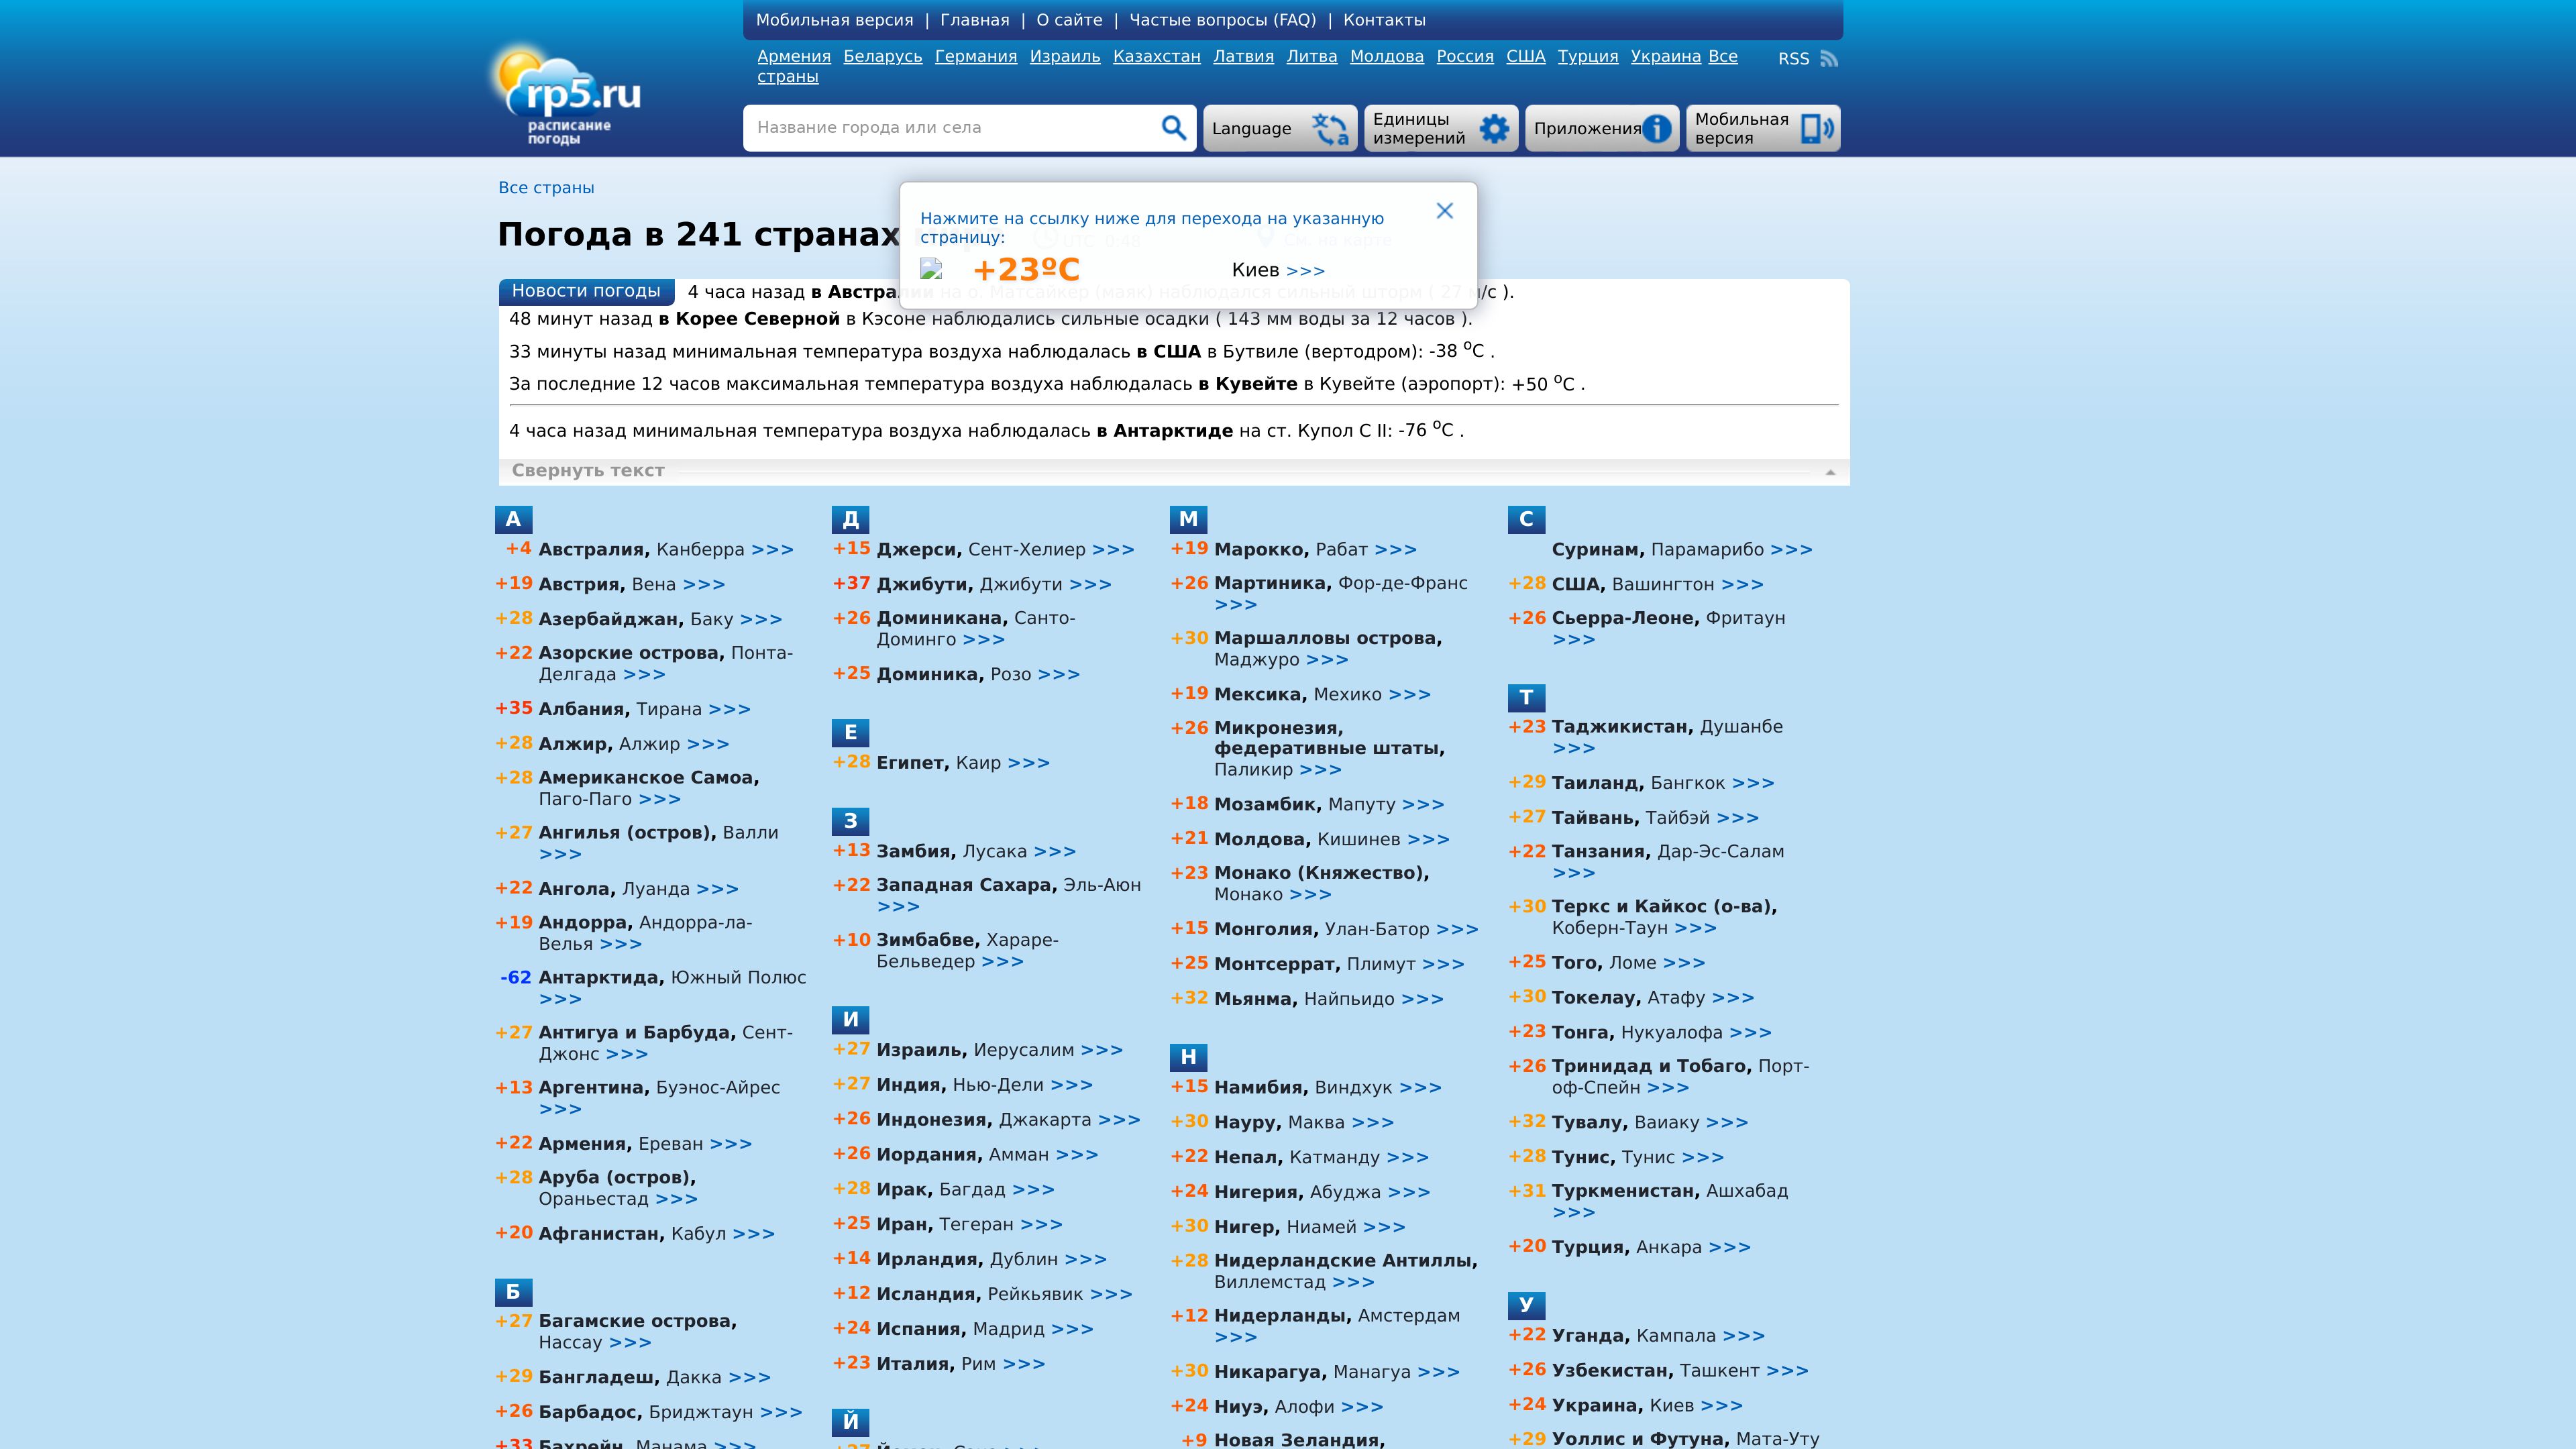 Мобильная версия | Главная | О сайте | Частые вопросы (FAQ) | Контакты
Армения Беларусь Германия Израиль Казахстан Латвия Литва Молдова Россия США Турция Украина Все
страны
RSS
rp5.ru
расписание
погоды
Название города или села
Language
Единицы
измерений
Приложения
Мобильная
версия
Все страны
Погода в 241 странах
Нажмите на ссылку ниже для перехода на указанную
страницу:
+23ºC
Киев >>>
Новости погоды
4 часа назад в Австралии на о. Матсайкер (маяк) наблюдался сильный шторм ( 27 м/с ).
48 минут назад в Корее Северной в Кэсоне наблюдались сильные осадки ( 143 мм воды за 12 часов ).
33 минуты назад минимальная температура воздуха наблюдалась в США в Бутвиле (вертодром): -38 ºC .
За последние 12 часов максимальная температура воздуха наблюдалась в Кувейте в Кувейте (аэропорт): +50 ºC .
4 часа назад минимальная температура воздуха наблюдалась в Антарктиде на ст. Купол С II: -76 ºC .
Свернуть текст
А
+4 Австралия, Канберра >>>
+19 Австрия, Вена >>>
+28 Азербайджан, Баку >>>
+22 Азорские острова, Понта-
Делгада >>>
+35 Албания, Тирана >>>
+28 Алжир, Алжир >>>
+28 Американское Самоа,
Паго-Паго >>>
+27 Ангилья (остров), Валли
>>>
+22 Ангола, Луанда >>>
+19 Андорра, Андорра-ла-
Велья >>>
-62 Антарктида, Южный Полюс
>>>
+27 Антигуа и Барбуда, Сент-
Джонс >>>
+13 Аргентина, Буэнос-Айрес
>>>
+22 Армения, Ереван >>>
+28 Аруба (остров),
Ораньестад >>>
+20 Афганистан, Кабул >>>
Б
+27 Багамские острова,
Нассау >>>
+29 Бангладеш, Дакка >>>
+26 Барбадос, Бриджтаун >>>
+33 Бахрейн, Манама >>>
Д
+15 Джерси, Сент-Хелиер >>>
+37 Джибути, Джибути >>>
+26 Доминикана, Санто-
Доминго >>>
+25 Доминика, Розо >>>
Е
+28 Египет, Каир >>>
З
+13 Замбия, Лусака >>>
+22 Западная Сахара, Эль-Аюн
>>>
+10 Зимбабве, Хараре-
Бельведер >>>
И
+27 Израиль, Иерусалим >>>
+27 Индия, Нью-Дели >>>
+26 Индонезия, Джакарта >>>
+26 Иордания, Амман >>>
+28 Ирак, Багдад >>>
+25 Иран, Тегеран >>>
+14 Ирландия, Дублин >>>
+12 Исландия, Рейкьявик >>>
+24 Испания, Мадрид >>>
+23 Италия, Рим >>>
Й
М
+19 Марокко, Рабат >>>
+26 Мартиника, Фор-де-Франс
>>>
+30 Маршалловы острова,
Маджуро >>>
+19 Мексика, Мехико >>>
+26 Микронезия,
федеративные штаты,
Паликир >>>
+18 Мозамбик, Мапуту >>>
+21 Молдова, Кишинев >>>
+23 Монако (Княжество),
Монако >>>
+15 Монголия, Улан-Батор >>>
+25 Монтсеррат, Плимут >>>
+32 Мьянма, Найпьидо >>>
Н
+15 Намибия, Виндхук >>>
+30 Науру, Маква >>>
+22 Непал, Катманду >>>
+24 Нигерия, Абуджа >>>
+30 Нигер, Ниамей >>>
+28 Нидерландские Антиллы,
Виллемстад >>>
+12 Нидерланды, Амстердам
>>>
+30 Никарагуа, Манагуа >>>
+24 Ниуэ, Алофи >>>
+9 Новая Зеландия,
С
Суринам, Парамарибо >>>
+28 США, Вашингтон >>>
+26 Сьерра-Леоне, Фритаун
>>>
Т
+23 Таджикистан, Душанбе
>>>
+29 Таиланд, Бангкок >>>
+27 Тайвань, Тайбэй >>>
+22 Танзания, Дар-Эс-Салам
>>>
+30 Теркс и Кайкос (о-ва),
Коберн-Таун >>>
+25 Того, Ломе >>>
+30 Токелау, Атафу >>>
+23 Тонга, Нукуалофа >>>
+26 Тринидад и Тобаго, Порт-
оф-Спейн >>>
+32 Тувалу, Ваиаку >>>
+28 Тунис, Тунис >>>
+31 Туркменистан, Ашхабад
>>>
+20 Турция, Анкара >>>
У
+22 Уганда, Кампала >>>
+26 Узбекистан, Ташкент >>>
+24 Украина, Киев >>>
+29 Уоллис и Футуна, Мата-Уту